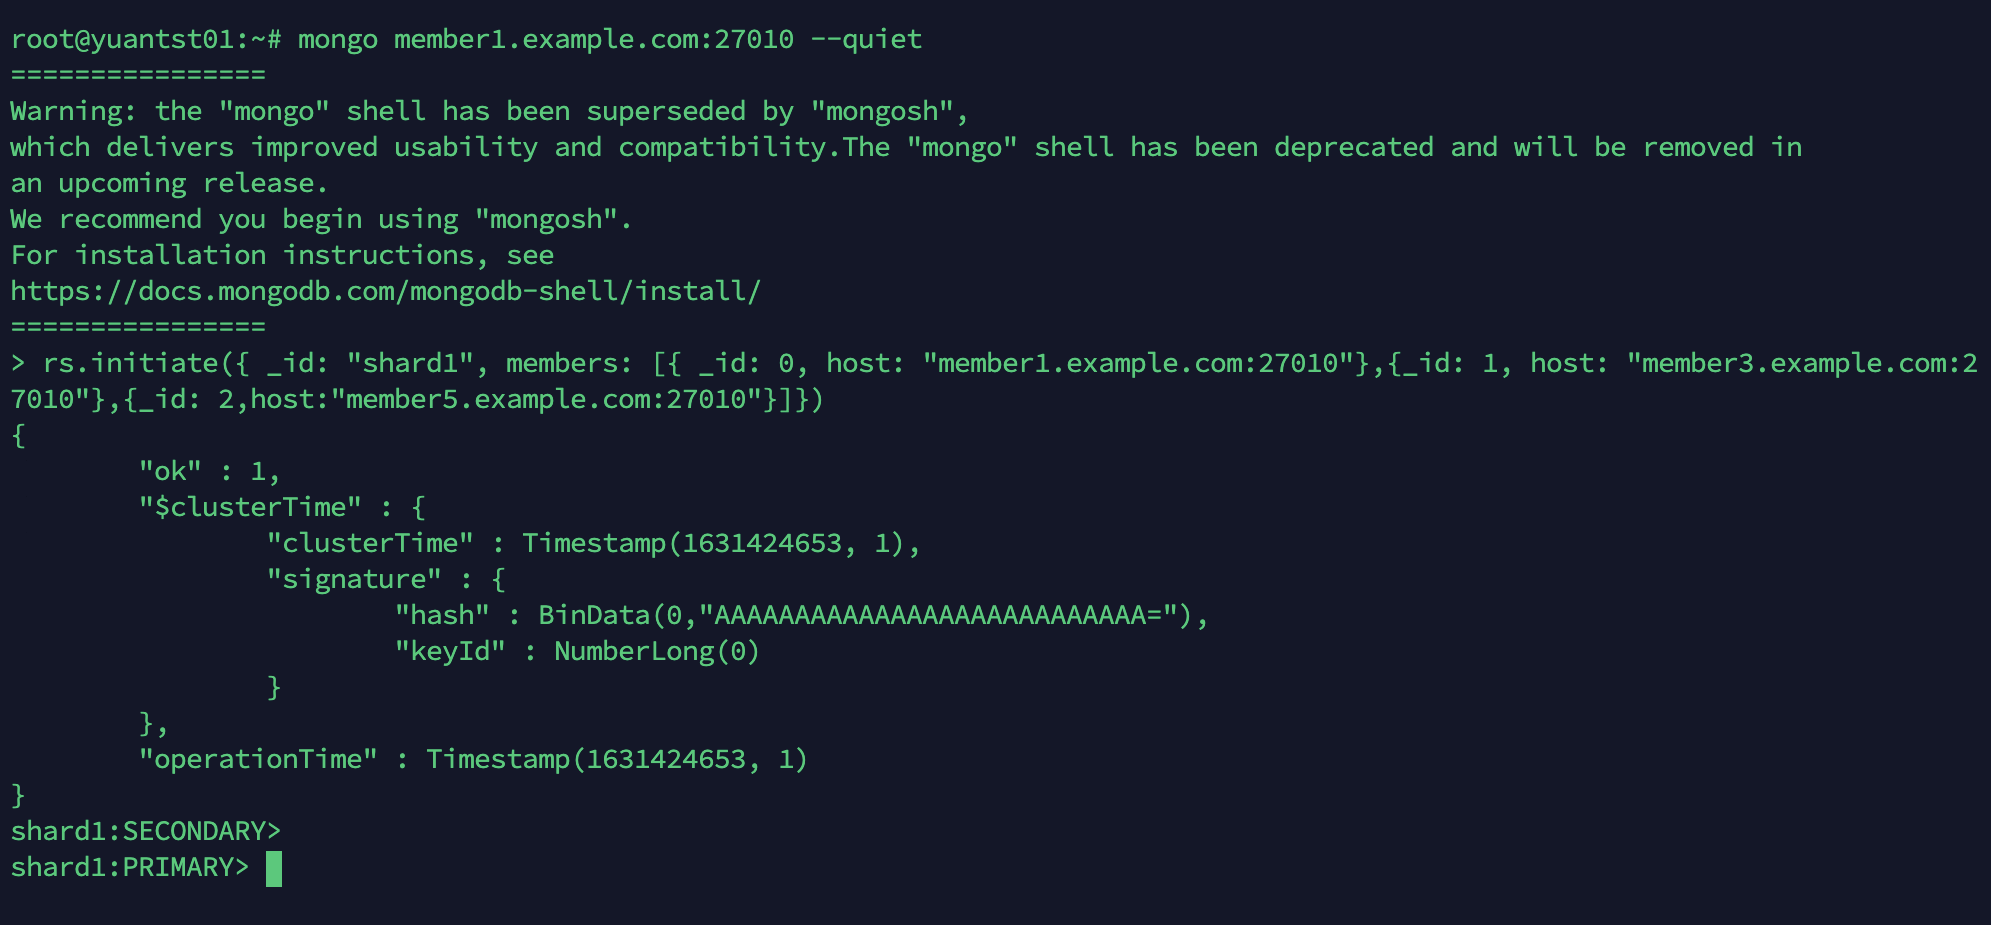 root@yuantst01:~# mongo member1.example.com:27010 --quiet
================
Warning: the "mongo" shell has been superseded by "mongosh",
which delivers improved usability and compatibility.The "mongo" shell has been deprecated and will be removed in
an upcoming release.
We recommend you begin using "mongosh".
For installation instructions, see
https://docs.mongodb.com/mongodb-shell/install/
================
> rs.initiate({ _id: "shard1", members: [{ _id: 0, host: "member1.example.com:27010"},{_id: 1, host: "member3.example.com:2
7010"},{_id: 2,host:"member5.example.com:27010"}]})
{
        "ok" : 1,
        "$clusterTime" : {
                "clusterTime" : Timestamp(1631424653, 1),
                "signature" : {
                        "hash" : BinData(0,"AAAAAAAAAAAAAAAAAAAAAAAAAAA="),
                        "keyId" : NumberLong(0)
                }
        },
        "operationTime" : Timestamp(1631424653, 1)
}
shard1:SECONDARY>
shard1:PRIMARY>